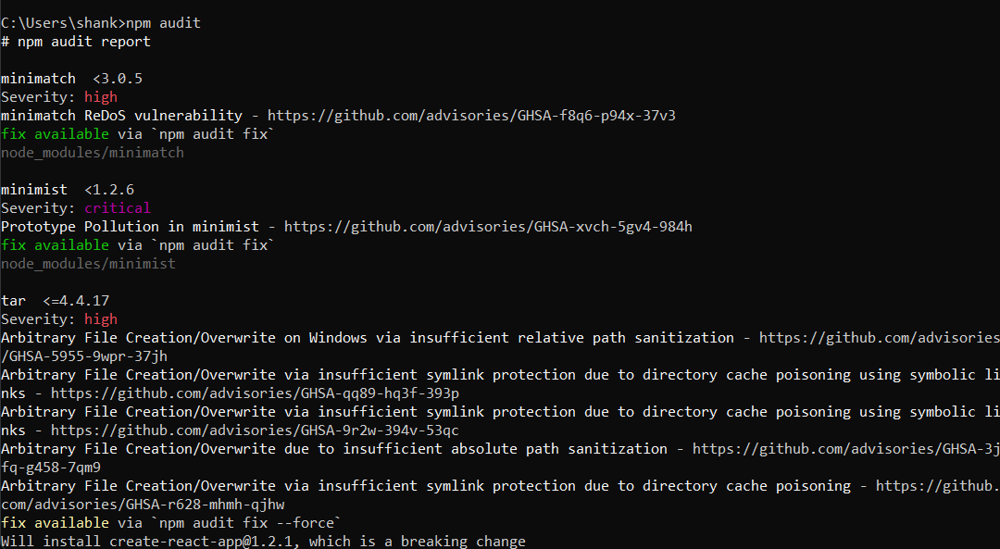 C:\Users\shank>npm audit
# npm audit report
minimatch  <3.0.5
Severity: high
minimatch ReDoS vulnerability - https://github.com/advisories/GHSA-f8q6-p94x-37v3
fix available via `npm audit fix`
node_modules/minimatch
minimist  <1.2.6
Severity: critical
Prototype Pollution in minimist - https://github.com/advisories/GHSA-xvch-5gv4-984h
fix available via `npm audit fix`
node_modules/minimist
tar  <=4.4.17
Severity: high
Arbitrary File Creation/Overwrite on Windows via insufficient relative path sanitization - https://github.com/advisories
/GHSA-5955-9wpr-37jh
Arbitrary File Creation/Overwrite via insufficient symlink protection due to directory cache poisoning using symbolic li
nks - https://github.com/advisories/GHSA-qq89-hq3f-393p
Arbitrary File Creation/Overwrite via insufficient symlink protection due to directory cache poisoning using symbolic li
nks - https://github.com/advisories/GHSA-9r2w-394v-53qc
Arbitrary File Creation/Overwrite due to insufficient absolute path sanitization - https://github.com/advisories/GHSA-3j
fq-g458-7qm9
Arbitrary File Creation/Overwrite via insufficient symlink protection due to directory cache poisoning - https://github.
com/advisories/GHSA-r628-mhmh-qjhw
fix available via `npm audit fix --force`
Will install create-react-app@1.2.1, which is a breaking change